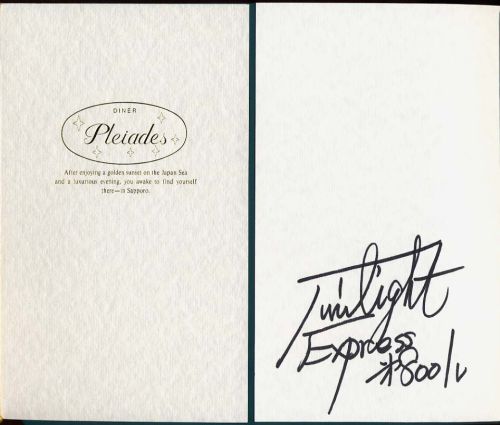 DINER
Pleiades
After enjoying a golden sunset on the Japan Sea
and a luxurious evening, you awake to find yourself
there—in Sapporo.
Twilight
Express